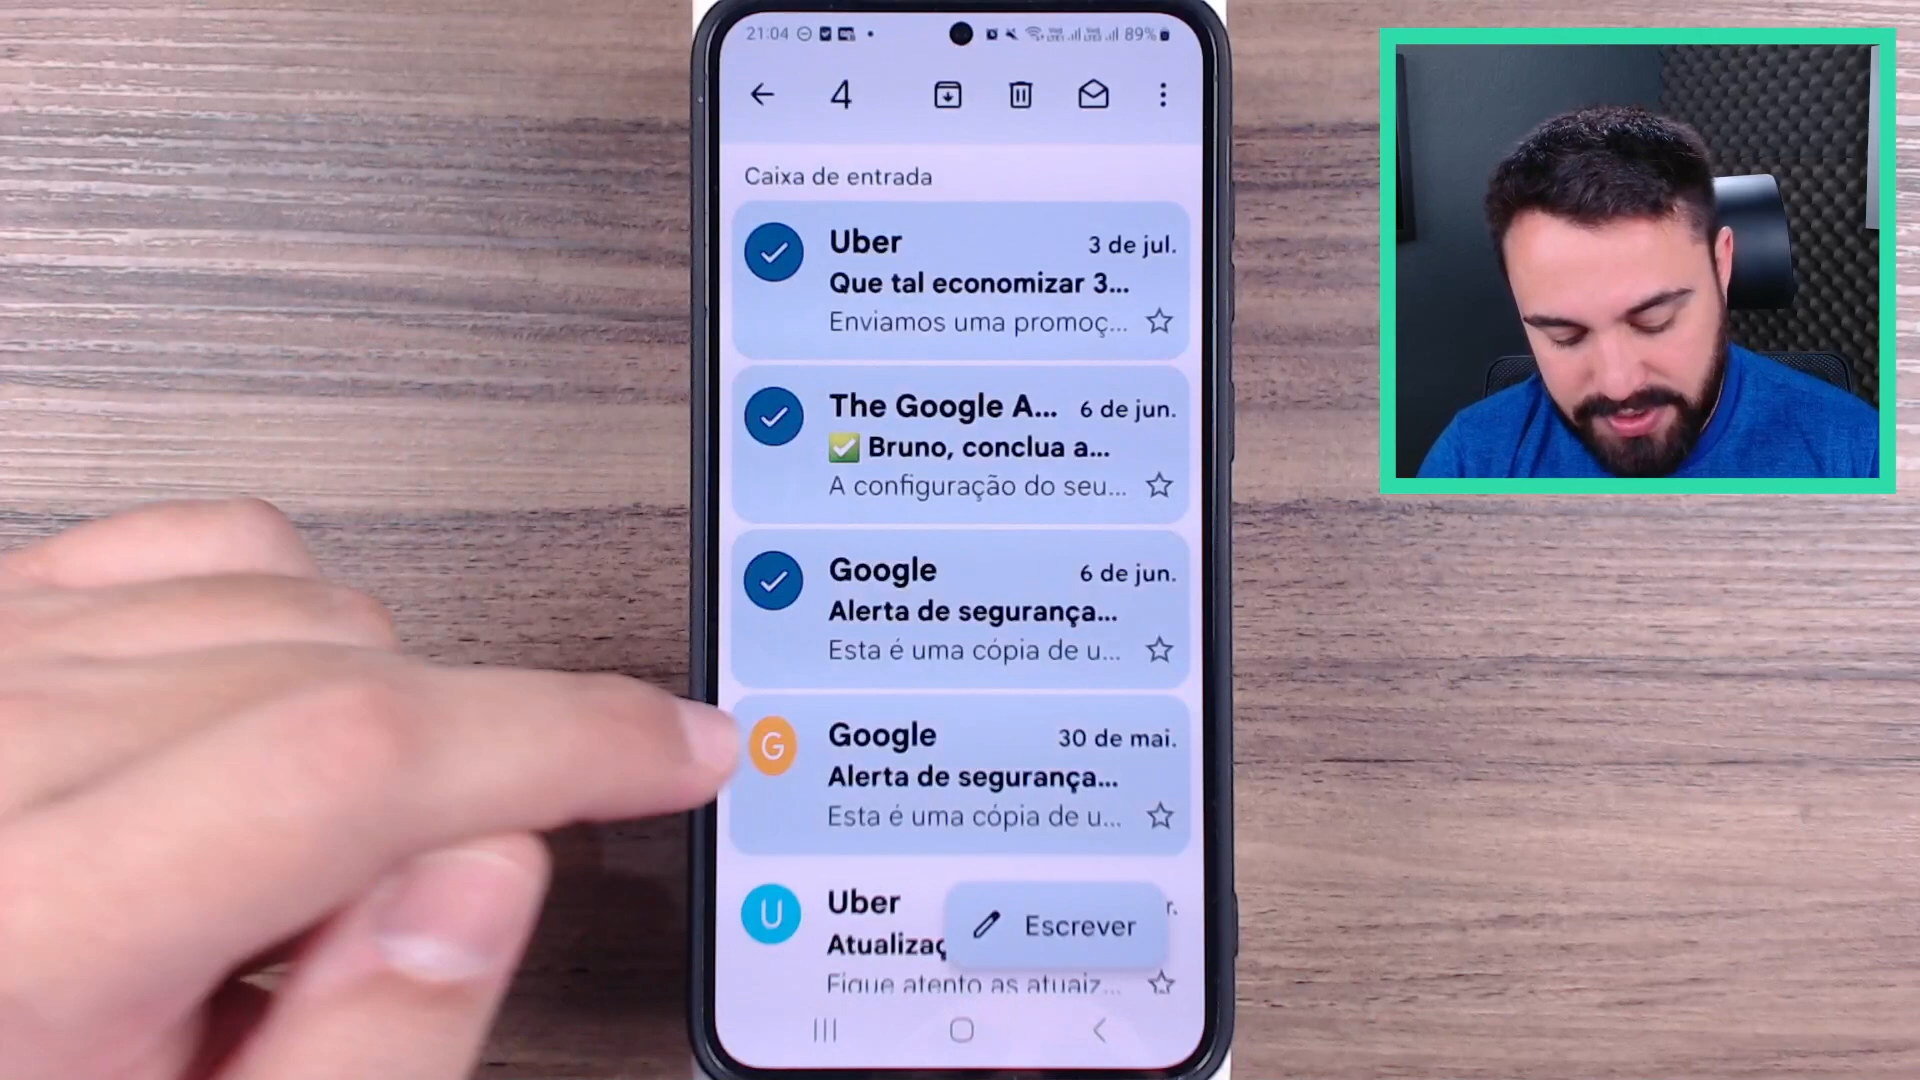 21:04 89%
4
Caixa de entrada
Uber 3 de jul.
Que tal economizar 3...
Enviamos uma promoç...
The Google A... 6 de jun.
Bruno, conclua a...
A configuração do seu...
Google 6 de jun.
Alerta de segurança...
Esta é uma cópia de u...
G Google 30 de mai.
Alerta de segurança...
Esta é uma cópia de u...
U Uber r.
Atualizaç
Fique atento as atuaiz...
Escrever